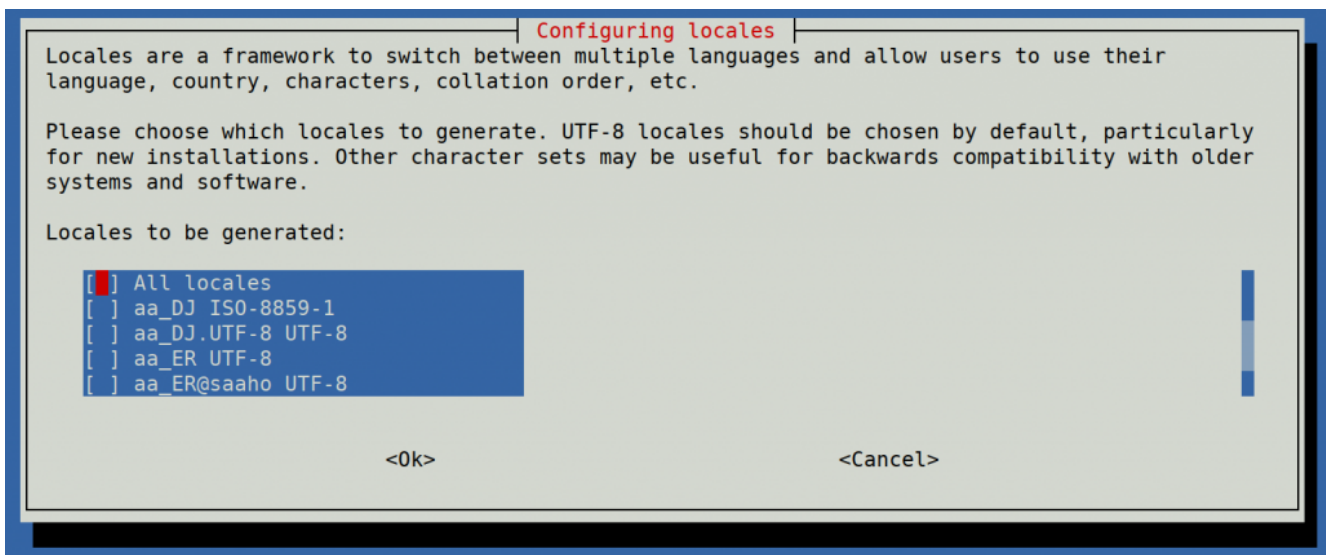 Configuring locales
Locales are a framework to switch between multiple languages and allow users to use their
language, country, characters, collation order, etc.
Please choose which locales to generate. UTF-8 locales should be chosen by default, particularly
for new installations. Other character sets may be useful for backwards compatibility with older
systems and software.
Locales to be generated:
[ ] All locales
[ ] aa_DJ ISO-8859-1
[ ] aa_DJ.UTF-8 UTF-8
[ ] aa_ER UTF-8
[ ] aa_ER@saaho UTF-8
<Ok> <Cancel>